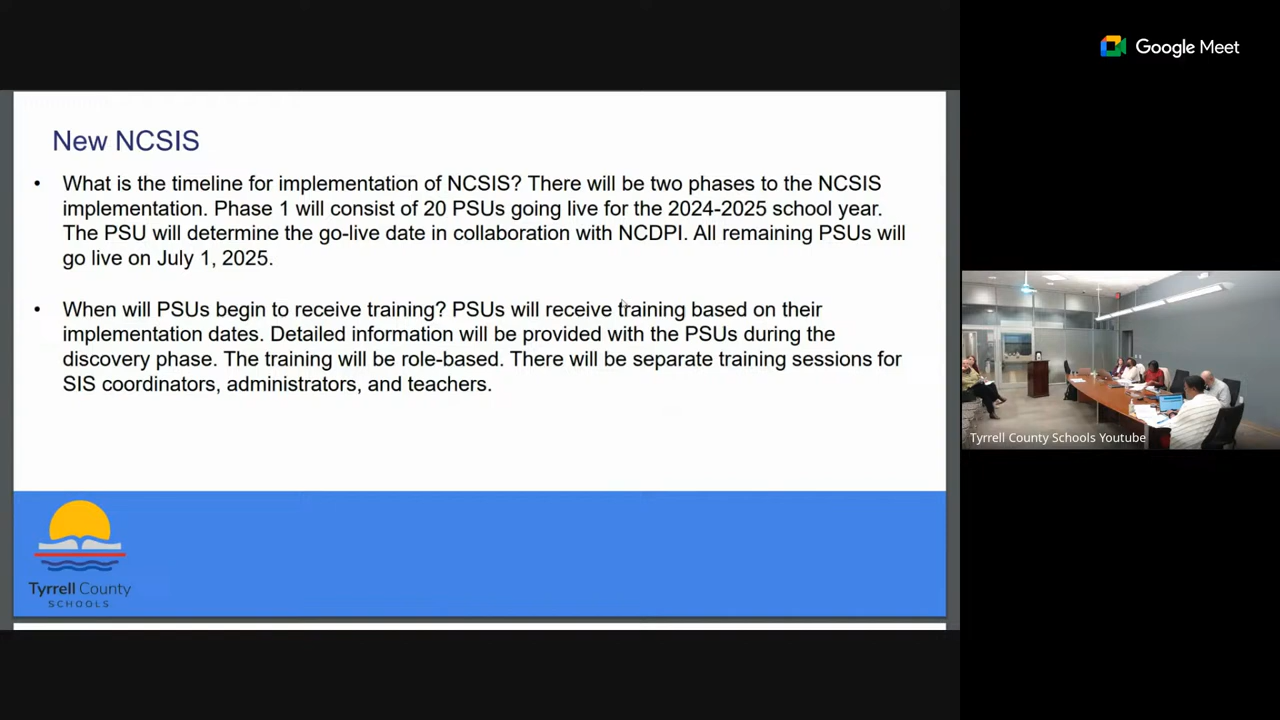 Google Meet
New NCSIS
• What is the timeline for implementation of NCSIS? There will be two phases to the NCSIS
implementation. Phase 1 will consist of 20 PSUs going live for the 2024-2025 school year.
The PSU will determine the go-live date in collaboration with NCDPI. All remaining PSUs will
go live on July 1, 2025.
• When will PSUs begin to receive training? PSUs will receive training based on their
implementation dates. Detailed information will be provided with the PSUs during the
discovery phase. The training will be role-based. There will be separate training sessions for
SIS coordinators, administrators, and teachers.
Tyrrell County Schools Youtube
Tyrrell County
SCHOOLS